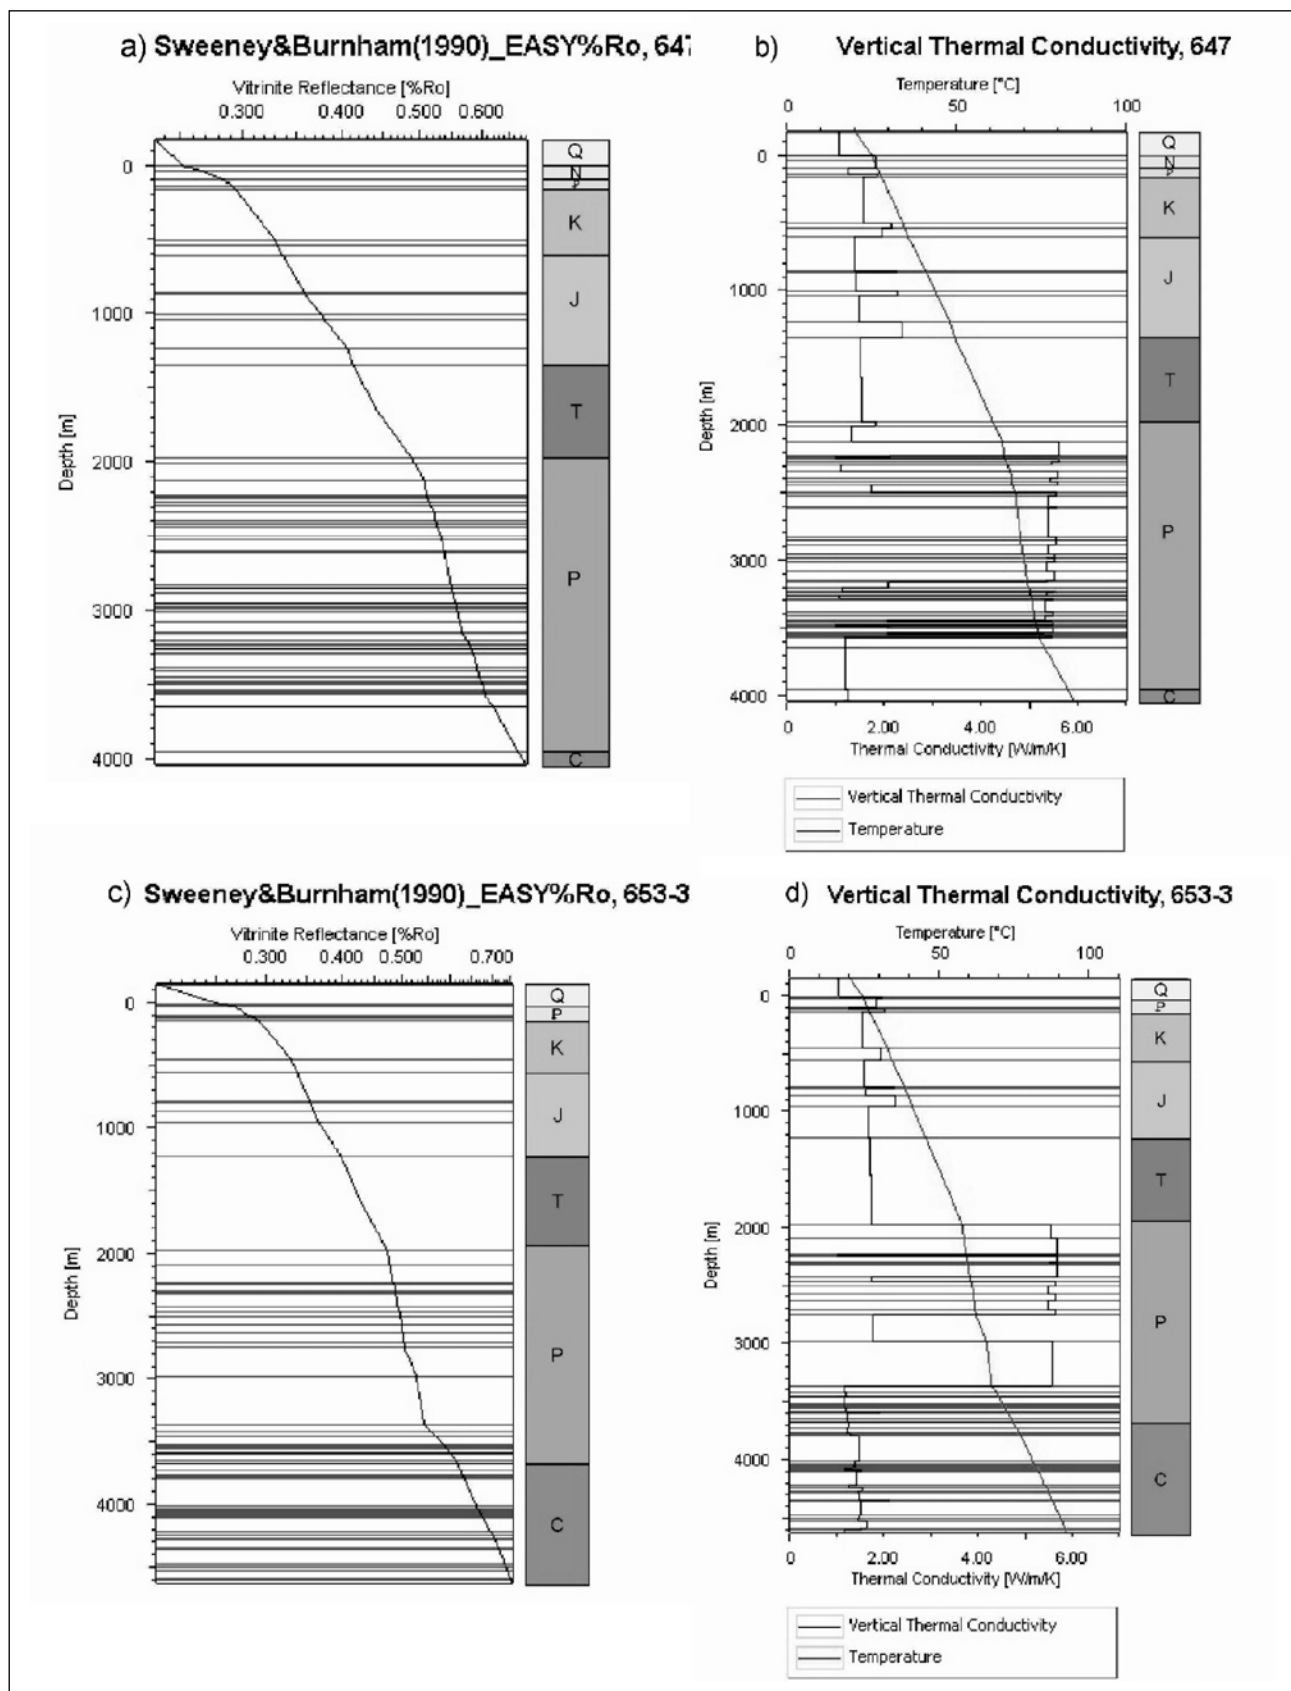 a) Sweeney&Burnham(1990)_EASY%Ro, 647
Vitrinite Reflectance [%Ro]
0.300 0.400 0.500 0.600
0
1000
2000
3000
4000
Depth [m]
Q
N
P
K
J
T
P
C
b) Vertical Thermal Conductivity, 647
Temperature [°C]
0 50 100
0
1000
2000
3000
4000
Depth [m]
Q
N
P
K
J
T
P
C
0 2.00 4.00 6.00
Thermal Conductivity [W/m/K]
Vertical Thermal Conductivity
Temperature
c) Sweeney&Burnham(1990)_EASY%Ro, 653-3
Vitrinite Reflectance [%Ro]
0.300 0.400 0.500 0.700
0
1000
2000
3000
4000
Depth [m]
Q
P
K
J
T
P
C
d) Vertical Thermal Conductivity, 653-3
Temperature [°C]
0 50 100
0
1000
2000
3000
4000
Depth [m]
Q
P
K
J
T
P
C
0 2.00 4.00 6.00
Thermal Conductivity [W/m/K]
Vertical Thermal Conductivity
Temperature